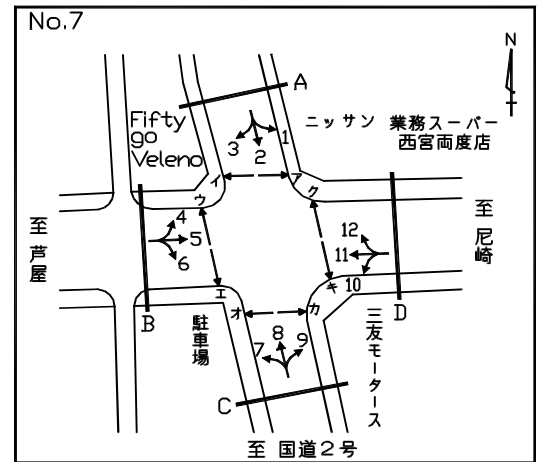 No.7
N
A
Fifty
go
Veleno
ニッサン
業務スーパー
西宮両度店
1
2
3
イ
ア
ク
ウ
至芦屋
至尼崎
4
5
6
12
11
10
エ
キ
オ
カ
B
D
駐車場
三友モータース
7
8
9
C
至 国道2号